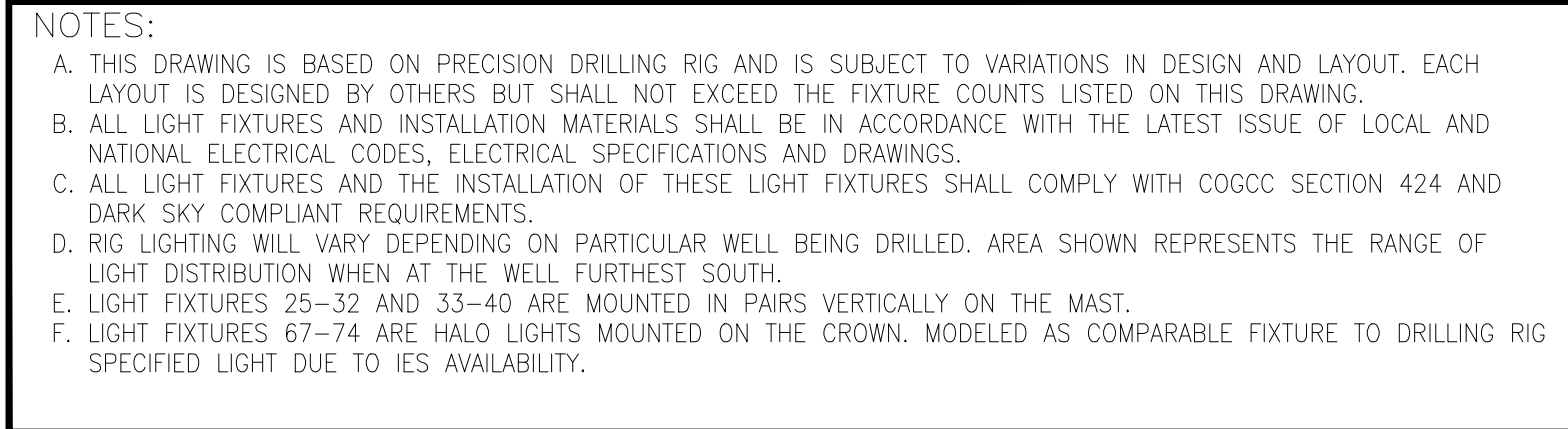 NOTES:
A. THIS DRAWING IS BASED ON PRECISION DRILLING RIG AND IS SUBJECT TO VARIATIONS IN DESIGN AND LAYOUT. EACH
LAYOUT IS DESIGNED BY OTHERS BUT SHALL NOT EXCEED THE FIXTURE COUNTS LISTED ON THIS DRAWING.
B. ALL LIGHT FIXTURES AND INSTALLATION MATERIALS SHALL BE IN ACCORDANCE WITH THE LATEST ISSUE OF LOCAL AND
NATIONAL ELECTRICAL CODES, ELECTRICAL SPECIFICATIONS AND DRAWINGS.
C. ALL LIGHT FIXTURES AND THE INSTALLATION OF THESE LIGHT FIXTURES SHALL COMPLY WITH COGCC SECTION 424 AND
DARK SKY COMPLIANT REQUIREMENTS.
D. RIG LIGHTING WILL VARY DEPENDING ON PARTICULAR WELL BEING DRILLED. AREA SHOWN REPRESENTS THE RANGE OF
LIGHT DISTRIBUTION WHEN AT THE WELL FURTHEST SOUTH.
E. LIGHT FIXTURES 25-32 AND 33-40 ARE MOUNTED IN PAIRS VERTICALLY ON THE MAST.
F. LIGHT FIXTURES 67-74 ARE HALO LIGHTS MOUNTED ON THE CROWN. MODELED AS COMPARABLE FIXTURE TO DRILLING RIG
SPECIFIED LIGHT DUE TO IES AVAILABILITY.